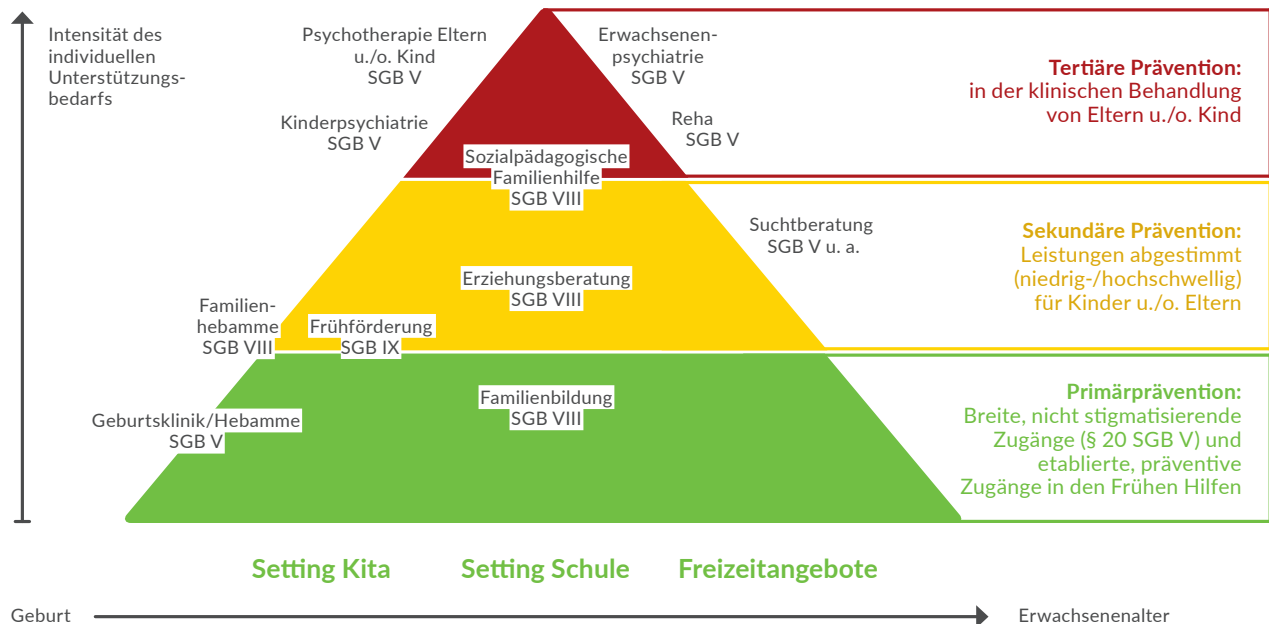 Intensität des
individuellen
Unterstützungs-
bedarfs
Psychotherapie Eltern
u./o. Kind
SGB V
Erwachsenen-
psychiatrie
SGB V
Tertiäre Prävention:
in der klinischen Behandlung
von Eltern u./o. Kind
Kinderpsychiatrie
SGB V
Reha
SGB V
Sozialpädagogische
Familienhilfe
SGB VIII
Suchtberatung
SGB V u. a.
Sekundäre Prävention:
Leistungen abgestimmt
(niedrig-/hochschwellig)
für Kinder u./o. Eltern
Erziehungsberatung
SGB VIII
Familien-
hebamme
SGB VIII
Frühförderung
SGB IX
Familienbildung
SGB VIII
Primärprävention:
Breite, nicht stigmatisierende
Zugänge (§ 20 SGB V) und
etablierte, präventive
Zugänge in den Frühen Hilfen
Geburtsklinik/Hebamme
SGB V
Setting Kita
Setting Schule
Freizeitangebote
Geburt
Erwachsenenalter